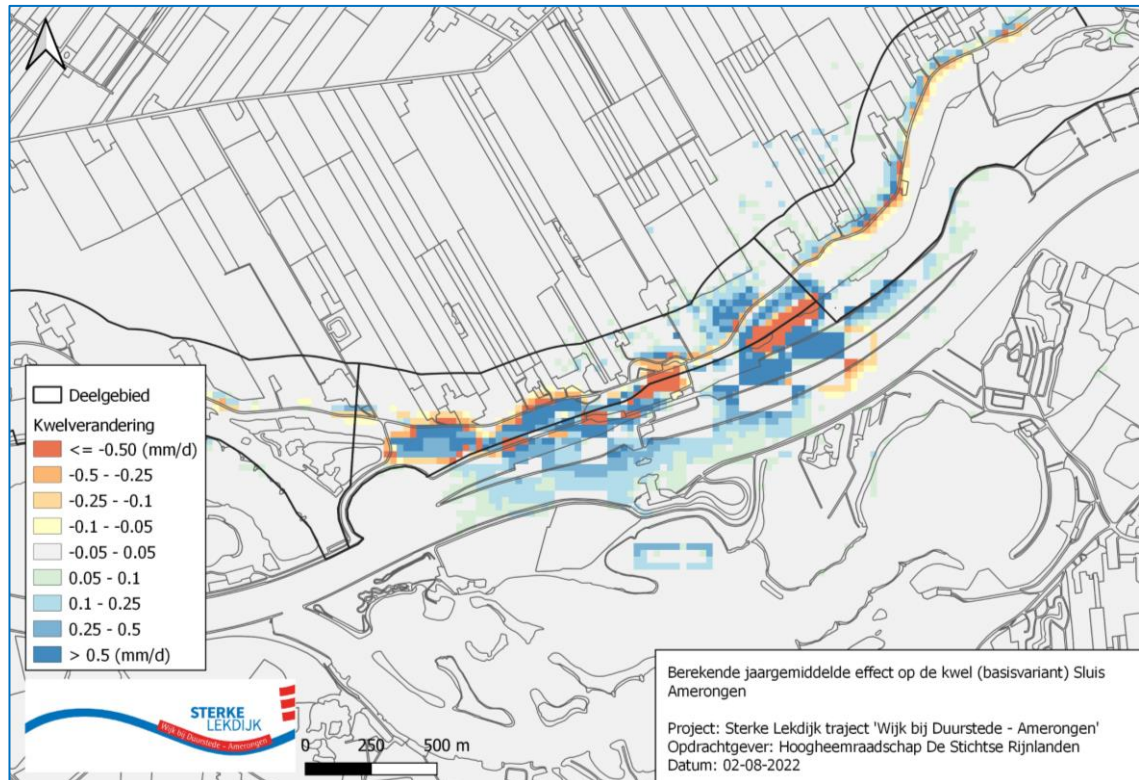 Deelgebied
Kwelverandering
<= -0.50 (mm/d)
-0.5 - -0.25
-0.25 - -0.1
-0.1 - -0.05
-0.05 - 0.05
0.05 - 0.1
0.1 - 0.25
0.25 - 0.5
> 0.5 (mm/d)
STERKE
LEKDIJK
Wijk bij Duurstede - Amerongen
0 250 500 m
Berekende jaargemiddelde effect op de kwel (basisvariant) Sluis
Amerongen
Project: Sterke Lekdijk traject 'Wijk bij Duurstede - Amerongen'
Opdrachtgever: Hoogheemraadschap De Stichtse Rijnlanden
Datum: 02-08-2022